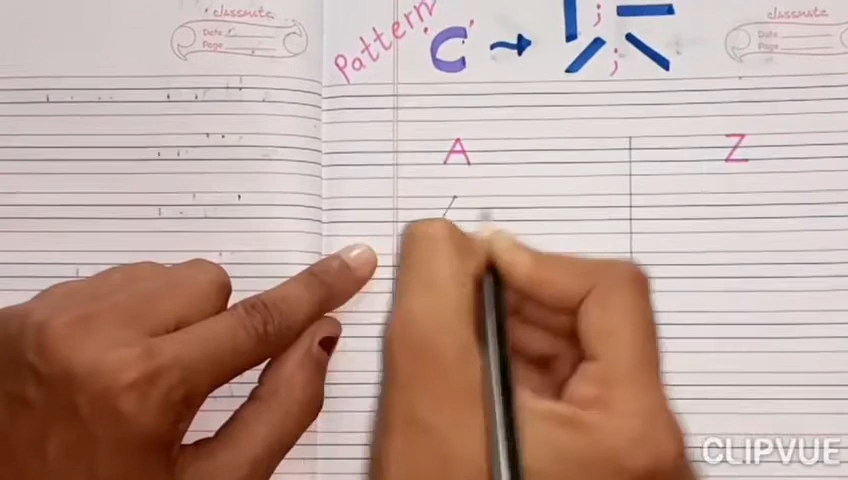 classmate
Date
Page
Pattern 'C' →
classmate
Date
Page
A
Z
CLIPVUE